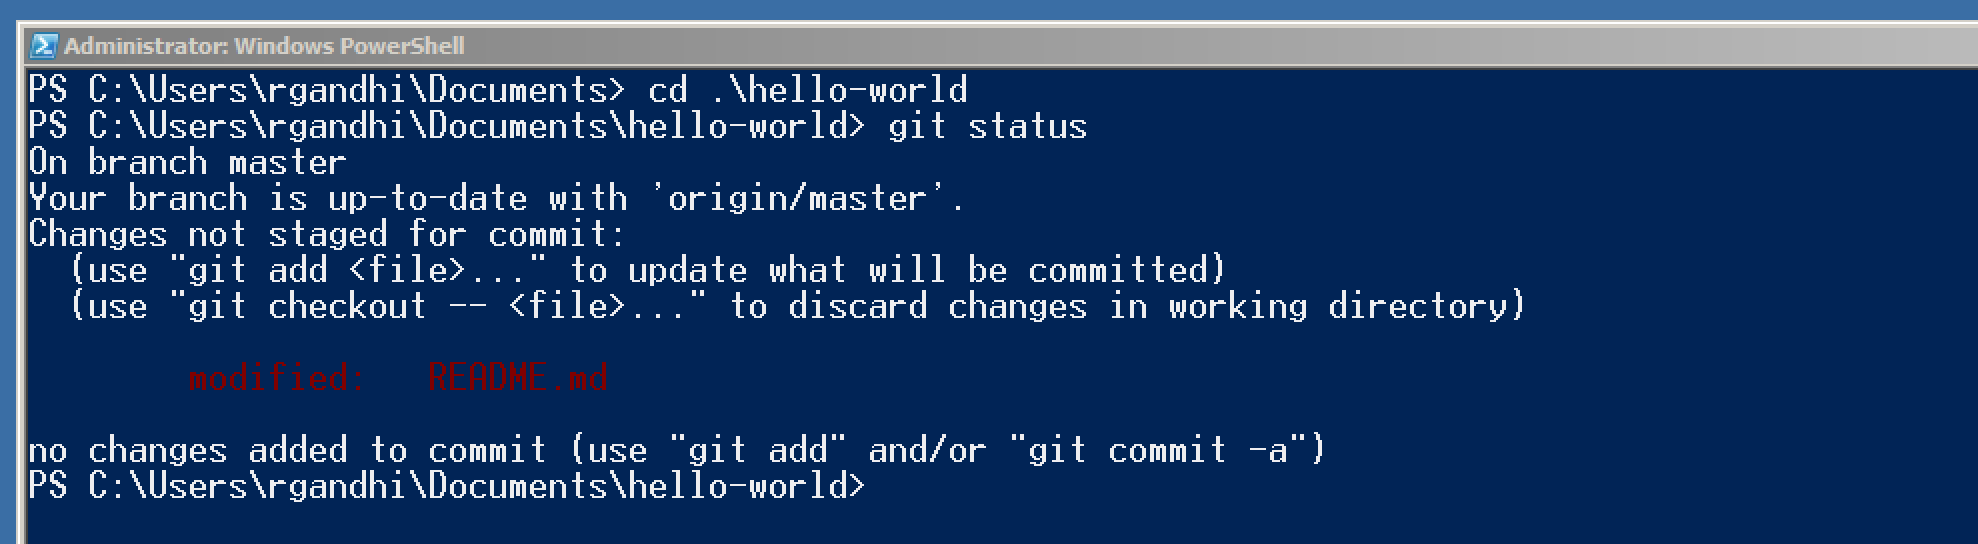 Administrator: Windows PowerShell
PS C:\Users\rgandhi\Documents> cd .\hello-world
PS C:\Users\rgandhi\Documents\hello-world> git status
On branch master
Your branch is up-to-date with 'origin/master'.
Changes not staged for commit:
  (use "git add <file>..." to update what will be committed)
  (use "git checkout -- <file>..." to discard changes in working directory)
        modified:   README.md
no changes added to commit (use "git add" and/or "git commit -a")
PS C:\Users\rgandhi\Documents\hello-world>